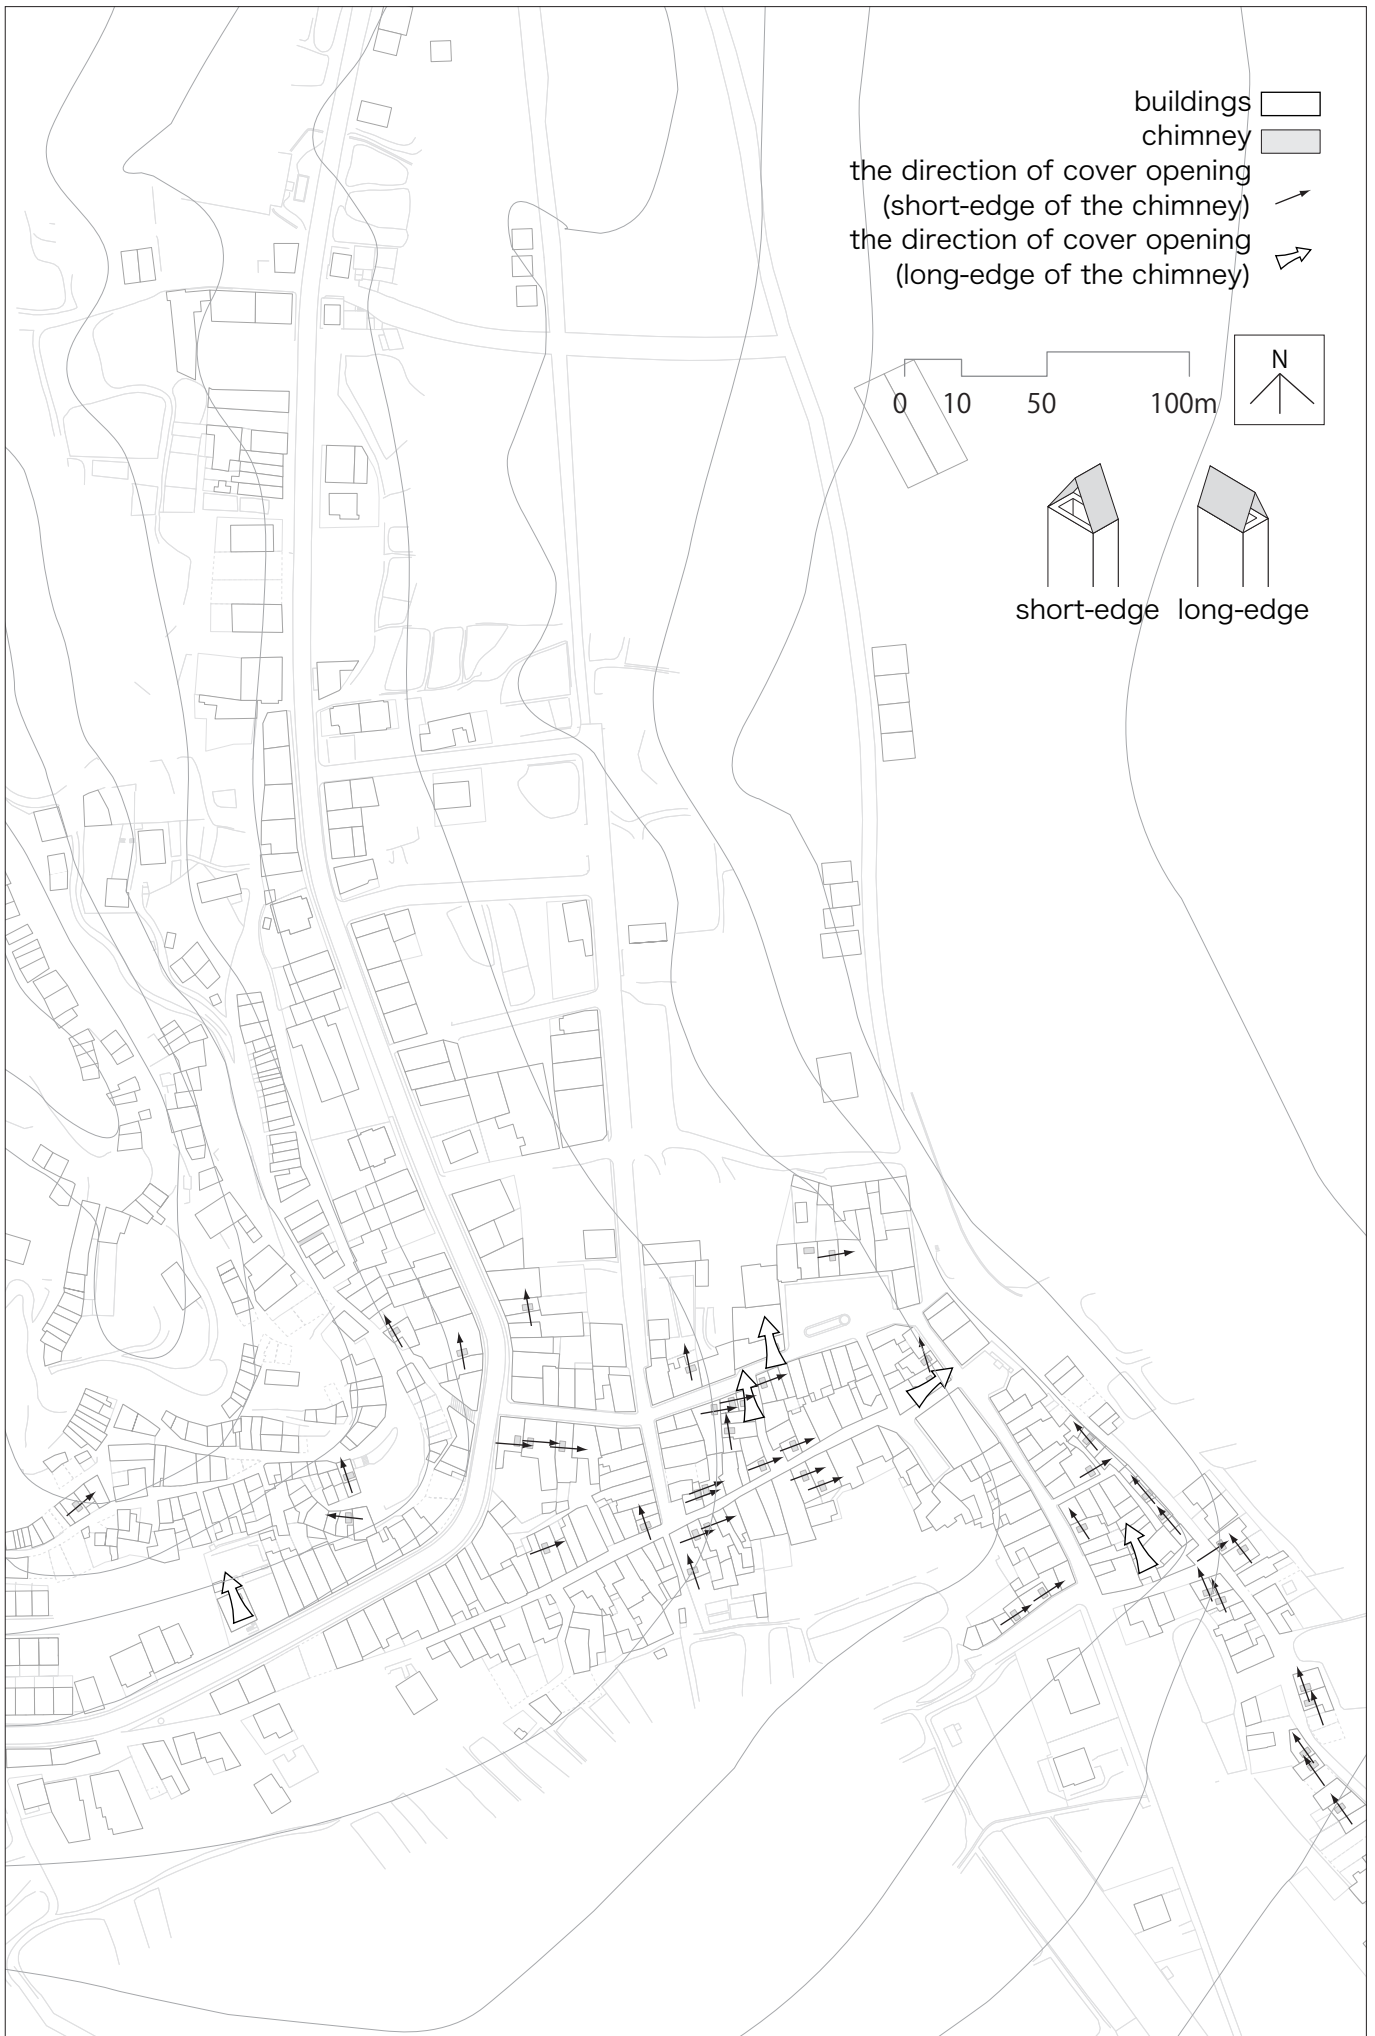 buildings
chimney
the direction of cover opening
(short-edge of the chimney)
the direction of cover opening
(long-edge of the chimney)
N
0 10 50 100m
short-edge long-edge